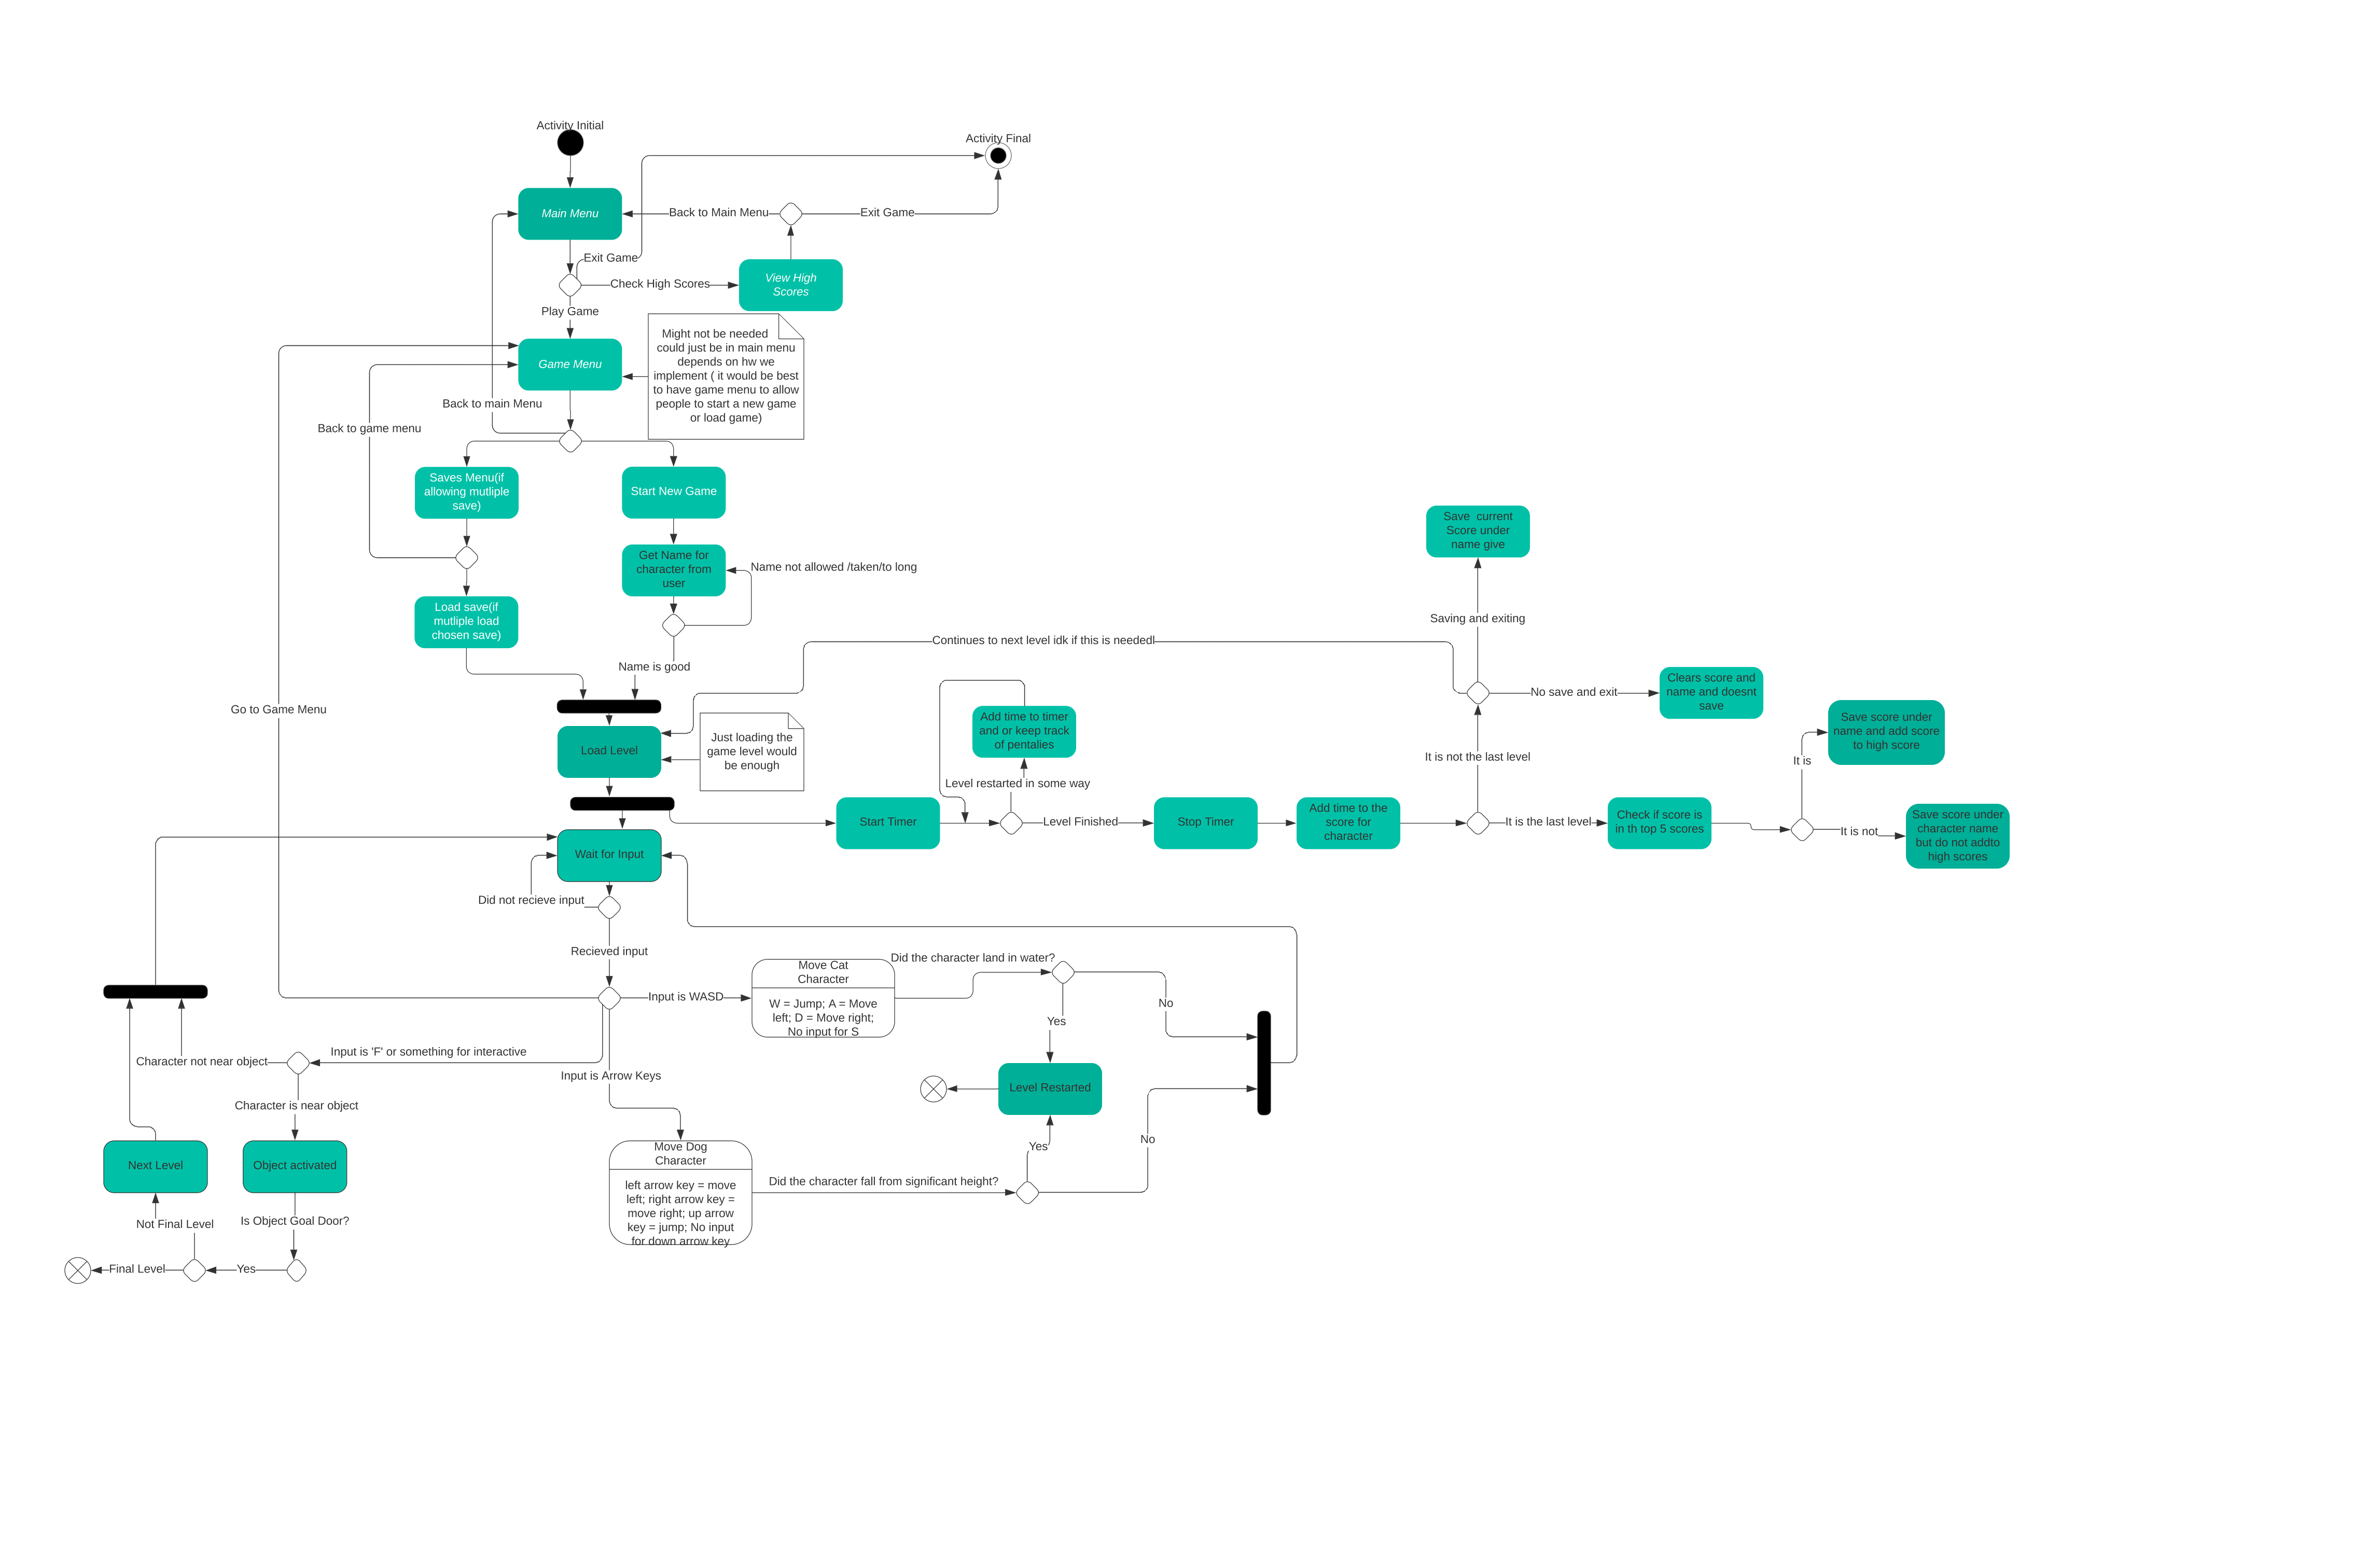 Activity Initial
Activity Final
Main Menu
Back to Main Menu
Exit Game
Exit Game
Check High Scores
View High
Scores
Play Game
Game Menu
Might not be needed
could just be in main menu
depends on hw we
implement ( it would be best
to have game menu to allow
people to start a new game
or load game)
Back to main Menu
Back to game menu
Saves Menu(if
allowing mutliple
save)
Start New Game
Get Name for
character from
user
Name not allowed /taken/to long
Load save(if
mutliple load
chosen save)
Name is good
Go to Game Menu
Load Level
Just loading the
game level would
be enough
Continues to next level idk if this is neededl
Save  current
Score under
name give
Saving and exiting
No save and exit
Clears score and
name and doesnt
save
It is not the last level
Add time to timer
and or keep track
of pentalies
Level restarted in some way
Start Timer
Level Finished
Stop Timer
Add time to the
score for
character
It is the last level
Check if score is
in th top 5 scores
It is
Save score under
name and add score
to high score
It is not
Save score under
character name
but do not addto
high scores
Wait for Input
Did not recieve input
Recieved input
Input is WASD
Move Cat
Character
W = Jump; A = Move
left; D = Move right;
No input for S
Did the character land in water?
No
Yes
Level Restarted
Input is 'F' or something for interactive
Character not near object
Input is Arrow Keys
Character is near object
Next Level
Object activated
Move Dog
Character
left arrow key = move
left; right arrow key =
move right; up arrow
key = jump; No input
for down arrow key
Did the character fall from significant height?
Yes
No
Not Final Level
Is Object Goal Door?
Final Level
Yes